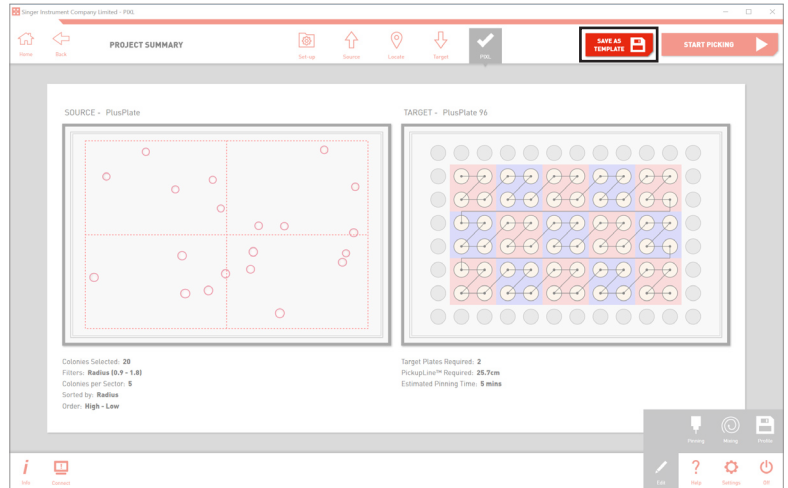 Singer Instrument Company Limited - PIXL
Home
Back
PROJECT SUMMARY
Set-up
Source
Locate
Target
PIXL
SAVE AS
TEMPLATE
START PICKING
SOURCE - PlusPlate
TARGET - PlusPlate 96
Colonies Selected: 20
Filters: Radius (0.9 - 1.8)
Colonies per Sector: 5
Sorted by: Radius
Order: High - Low
Target Plates Required: 2
PickupLine™ Required: 25.7cm
Estimated Pinning Time: 5 mins
Pinning
Mixing
Profile
Info
Connect
Edit
Help
Settings
Off